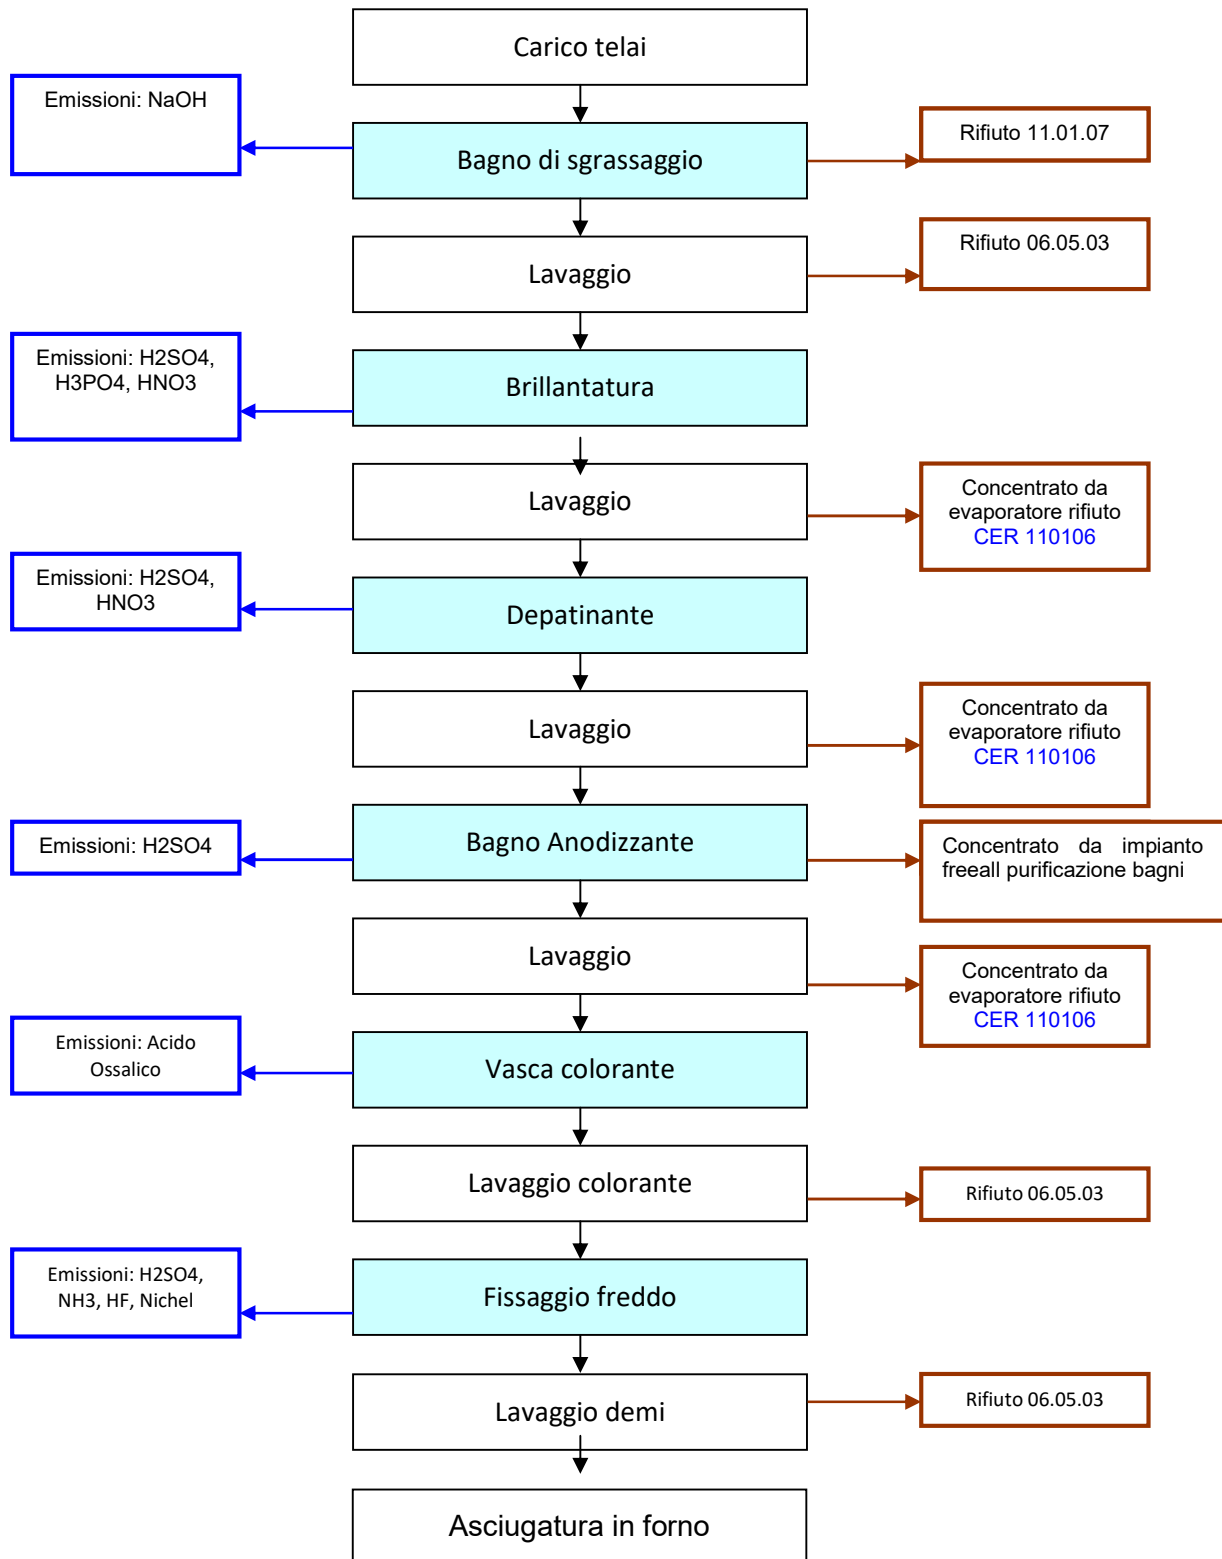 Carico telai
Emissioni: NaOH
Bagno di sgrassaggio
Rifiuto 11.01.07
Lavaggio
Rifiuto 06.05.03
Emissioni: H2SO4,
H3PO4, HNO3
Brillantatura
Lavaggio
Concentrato da
evaporatore rifiuto
CER 110106
Emissioni: H2SO4,
HNO3
Depatinante
Lavaggio
Concentrato da
evaporatore rifiuto
CER 110106
Emissioni: H2SO4
Bagno Anodizzante
Concentrato da impianto
freeall purificazione bagni
Lavaggio
Concentrato da
evaporatore rifiuto
CER 110106
Emissioni: Acido
Ossalico
Vasca colorante
Lavaggio colorante
Rifiuto 06.05.03
Emissioni: H2SO4,
NH3, HF, Nichel
Fissaggio freddo
Lavaggio demi
Rifiuto 06.05.03
Asciugatura in forno